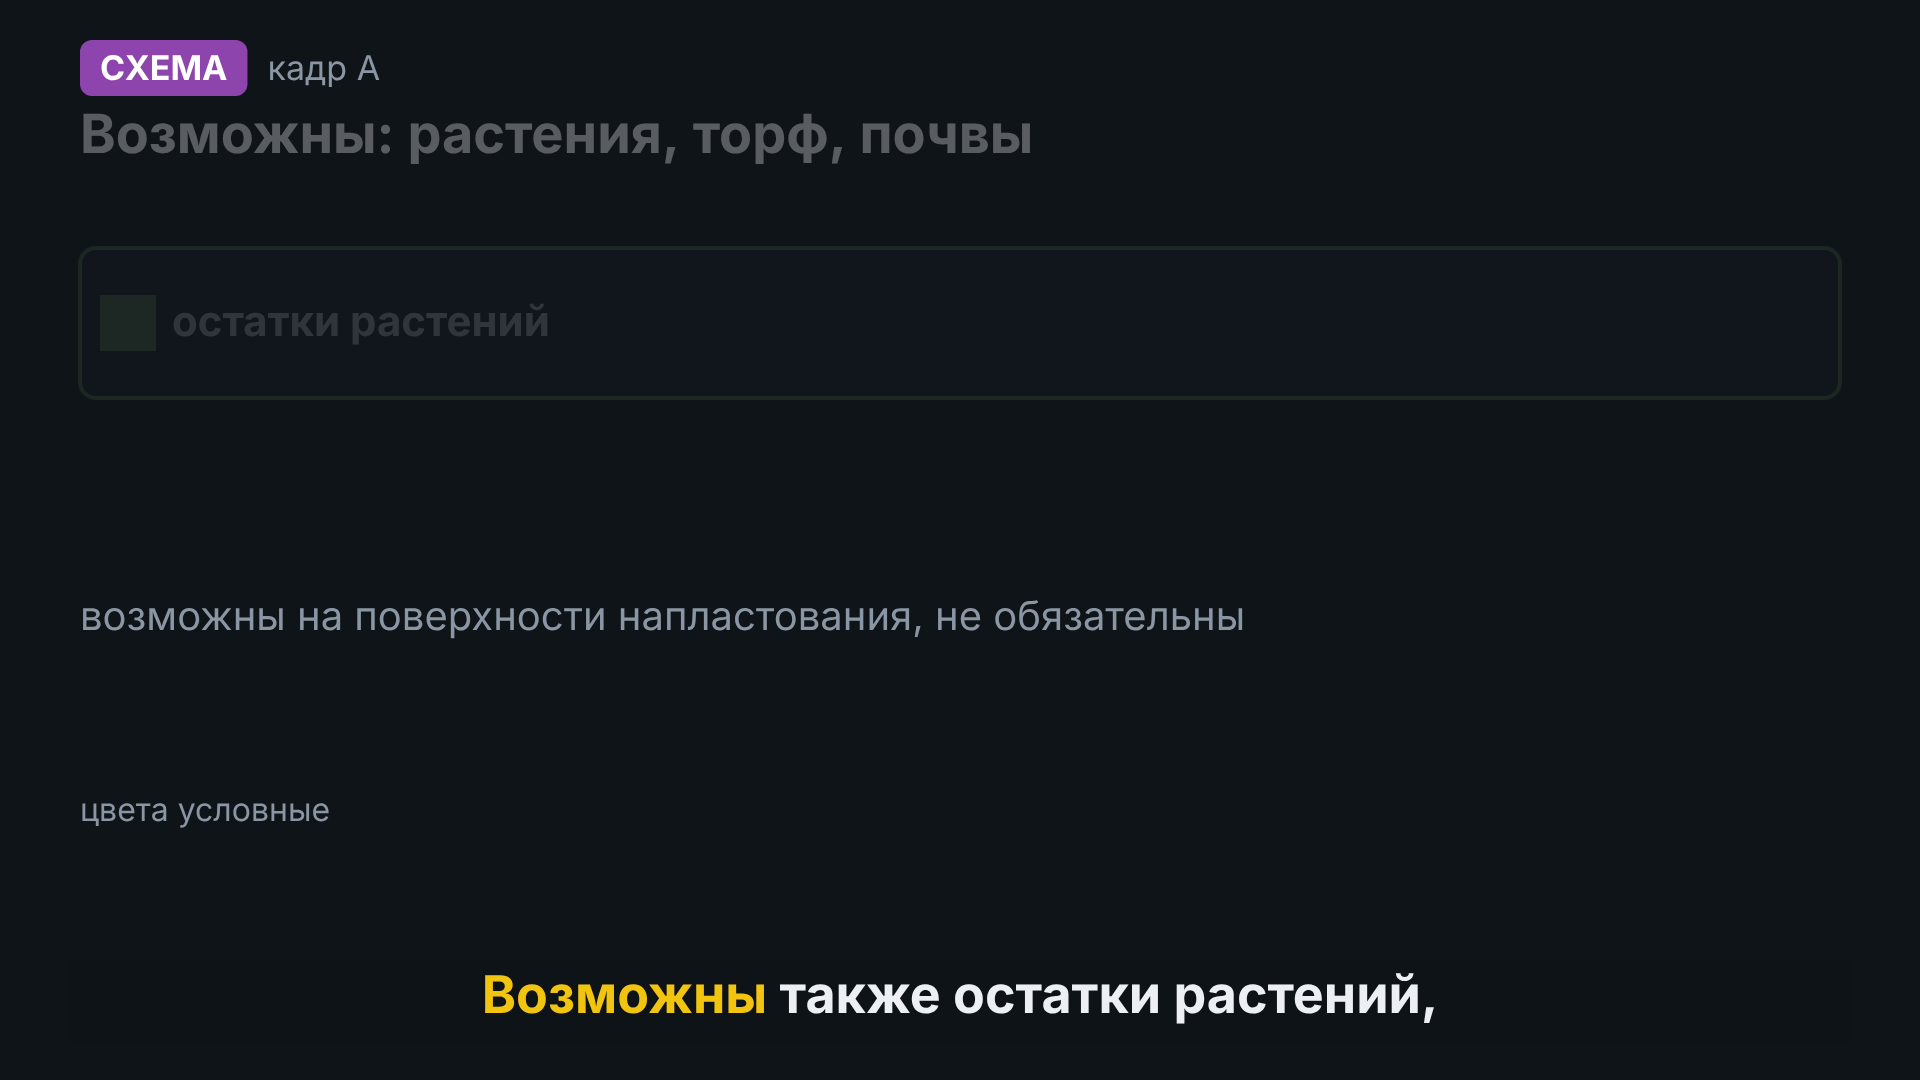 СХЕМА кадр А
Возможны: растения, торф, почвы
остатки растений
возможны на поверхности напластования, не обязательны
цвета условные
Возможны также остатки растений,